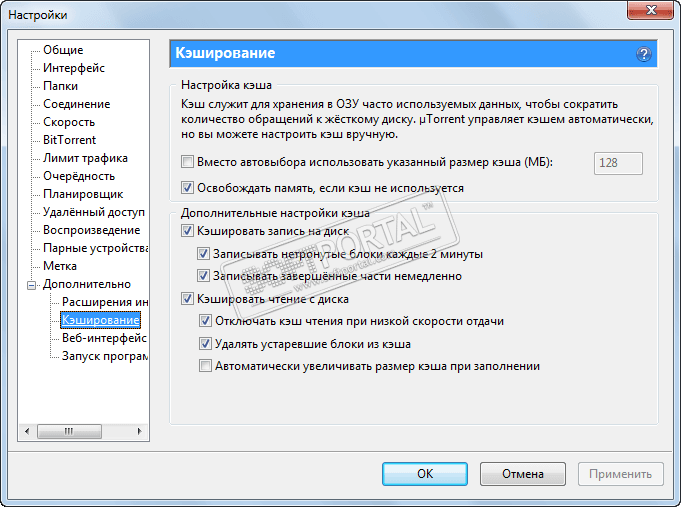 Настройки
Общие
Интерфейс
Папки
Соединение
Скорость
BitTorrent
Лимит трафика
Очерёдность
Планировщик
Удалённый доступ
Воспроизведение
Парные устройства
Метка
Дополнительно
Расширения ин
Кэширование
Веб-интерфейс
Запуск програм
Кэширование
Настройка кэша
Кэш служит для хранения в ОЗУ часто используемых данных, чтобы сократить
количество обращений к жёсткому диску. µTorrent управляет кэшем автоматически,
но вы можете настроить кэш вручную.
Вместо автовыбора использовать указанный размер кэша (МБ):
128
Освобождать память, если кэш не используется
Дополнительные настройки кэша
Кэшировать запись на диск
Записывать нетронутые блоки каждые 2 минуты
Записывать завершённые части немедленно
Кэшировать чтение с диска
Отключать кэш чтения при низкой скорости отдачи
Удалять устаревшие блоки из кэша
Автоматически увеличивать размер кэша при заполнении
PORTAL™
OK
Отмена
Применить